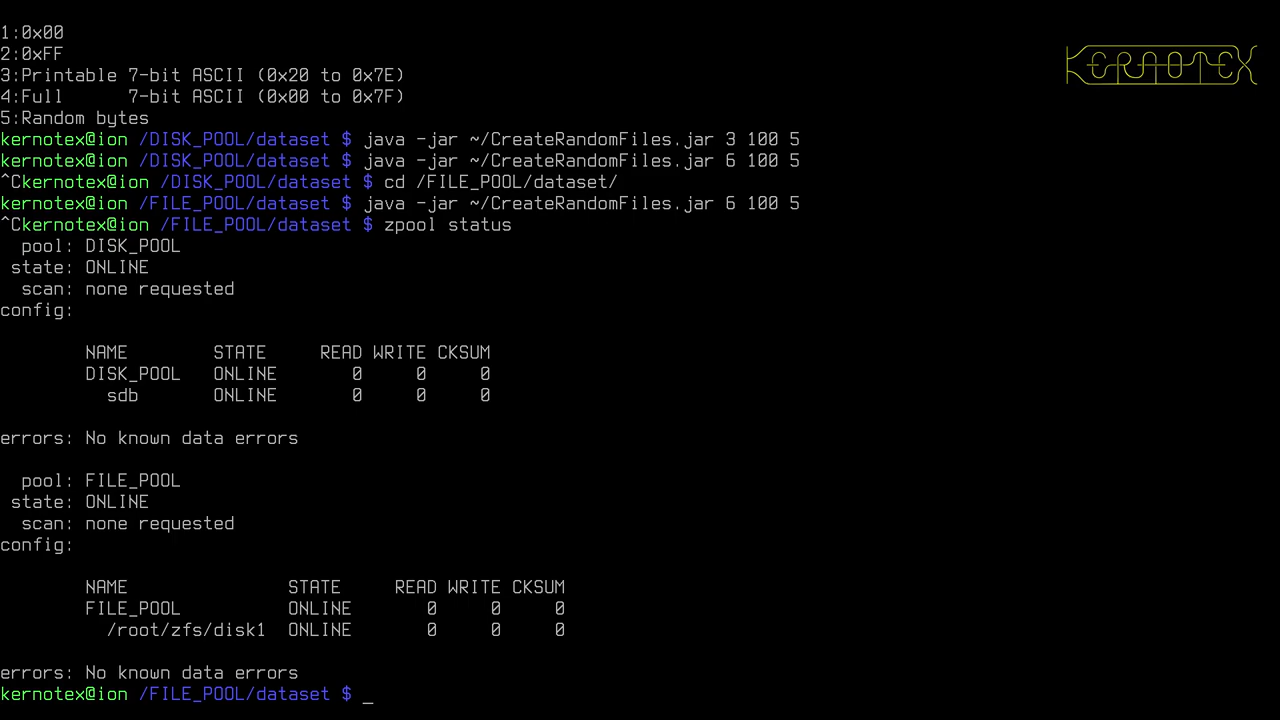 1:0x00
2:0xFF
3:Printable 7-bit ASCII (0x20 to 0x7E)
4:Full      7-bit ASCII (0x00 to 0x7F)
5:Random bytes
kernotex@ion /DISK_POOL/dataset $ java -jar ~/CreateRandomFiles.jar 3 100 5
kernotex@ion /DISK_POOL/dataset $ java -jar ~/CreateRandomFiles.jar 6 100 5
^Ckernotex@ion /DISK_POOL/dataset $ cd /FILE_POOL/dataset/
kernotex@ion /FILE_POOL/dataset $ java -jar ~/CreateRandomFiles.jar 6 100 5
^Ckernotex@ion /FILE_POOL/dataset $ zpool status
  pool: DISK_POOL
 state: ONLINE
  scan: none requested
config:
        NAME        STATE     READ WRITE CKSUM
        DISK_POOL   ONLINE       0     0     0
          sdb       ONLINE       0     0     0
errors: No known data errors
  pool: FILE_POOL
 state: ONLINE
  scan: none requested
config:
        NAME               STATE     READ WRITE CKSUM
        FILE_POOL          ONLINE       0     0     0
          /root/zfs/disk1  ONLINE       0     0     0
errors: No known data errors
kernotex@ion /FILE_POOL/dataset $ _
KERNOTEX